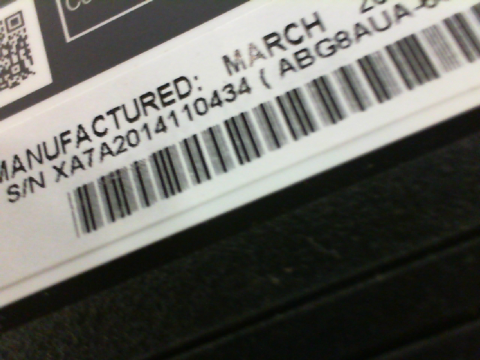 MANUFACTURED: MARCH
S/N XA7A2014110434 ( ABG8AUA-